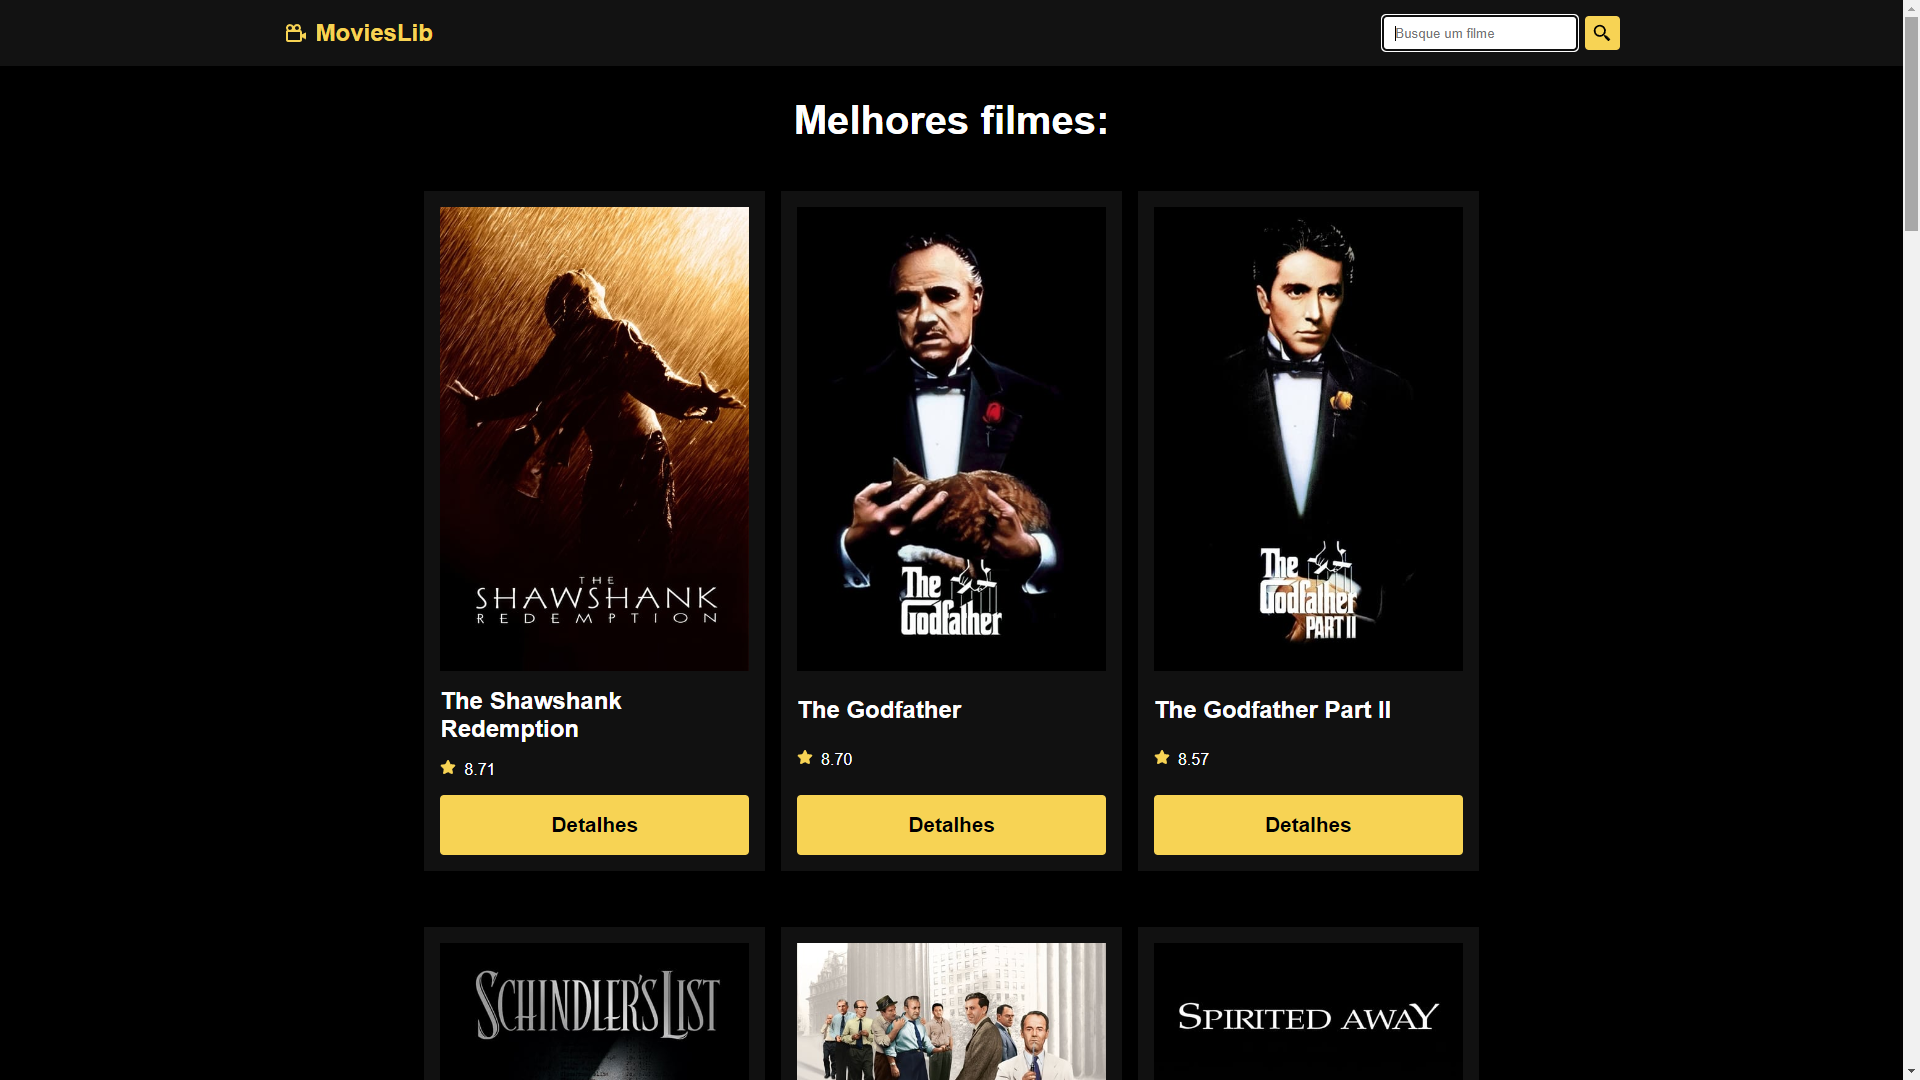 MoviesLib
Busque um filme
Melhores filmes:
THE
SHAWSHANK
REDEMPTION
The
Godfather
The
Godfather
PART II
The Shawshank
Redemption
The Godfather
The Godfather Part II
8.71
8.70
8.57
Detalhes
Detalhes
Detalhes
SCHINDLER'S LIST
SPIRITED AWAY